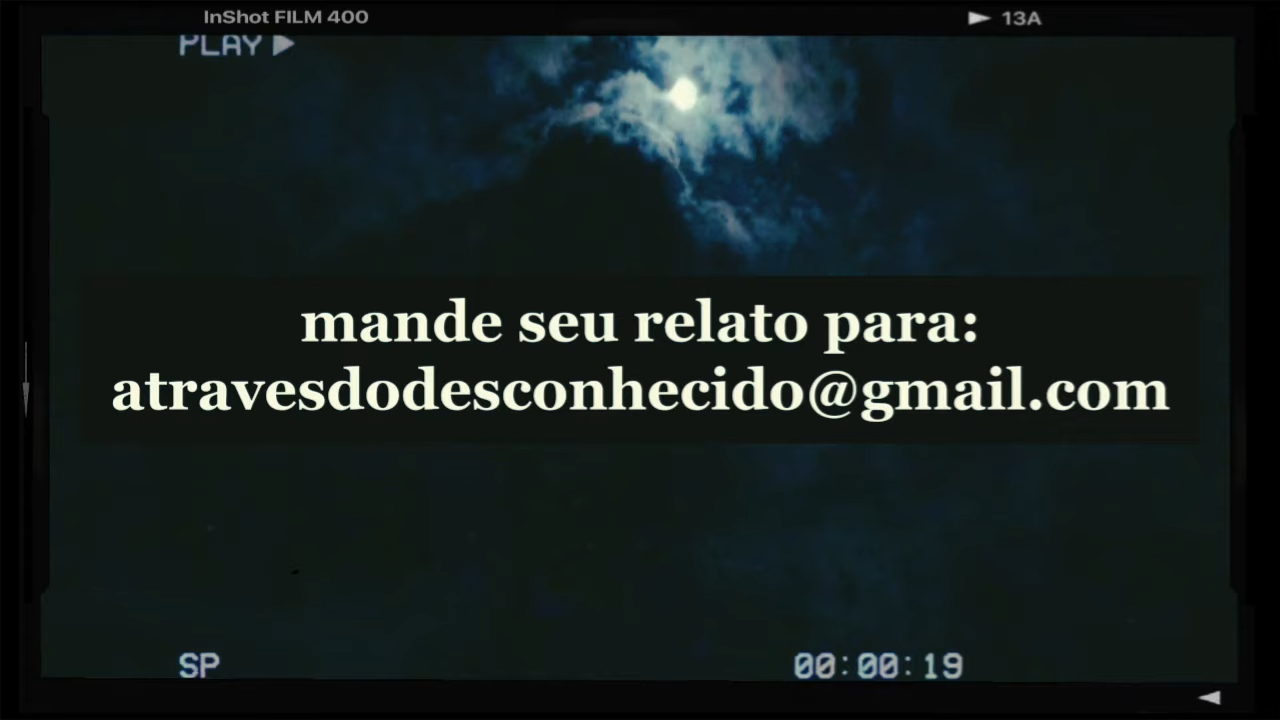 InShot FILM 400
13A
PLAY
mande seu relato para:
atravesdodesconhecido@gmail.com
SP
00:00:19